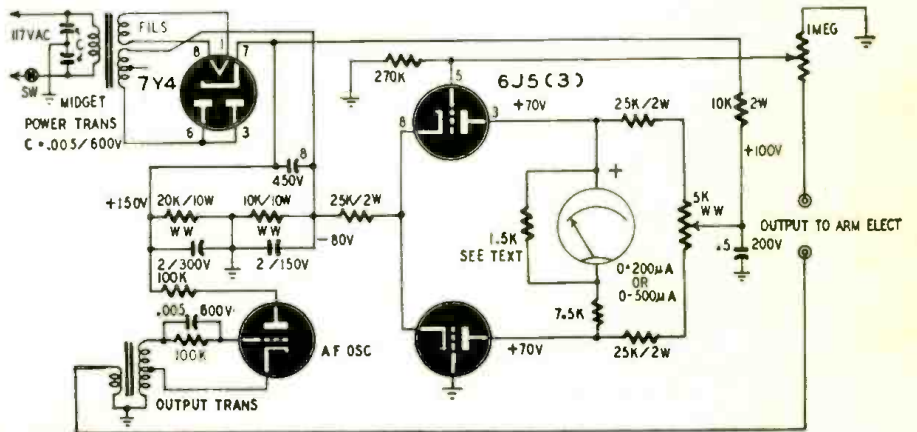 117VAC
SW
C
FILS
8
1
7
7Y4
6
3
MIDGET
POWER TRANS
C=.005/600V
8
450V
+150V
20K/10W
WW
10K/10W
WW
25K/2W
-80V
2/300V
2/150V
100K
.005
600V
100K
AF OSC
OUTPUT TRANS
270K
5
6J5(3)
8
3
+70V
25K/2W
1.5K
SEE TEXT
+
0-200μA
OR
0-500μA
7.5K
+70V
25K/2W
5K
WW
1MEG
10K
2W
+100V
.5
200V
OUTPUT TO ARM ELECT